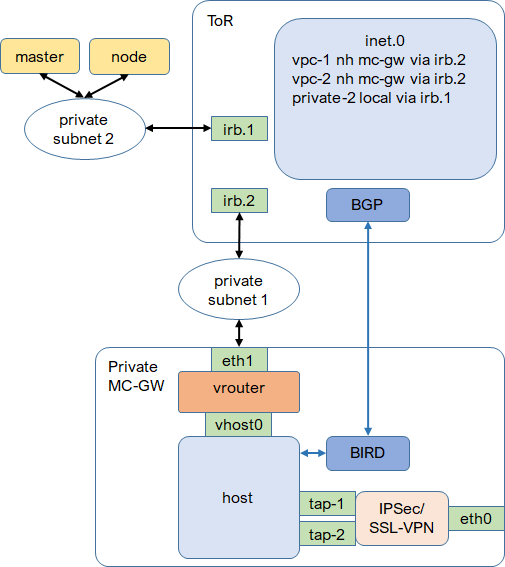 ToR
inet.0
vpc-1 nh mc-gw via irb.2
vpc-2 nh mc-gw via irb.2
private-2 local via irb.1
master
node
private
subnet 2
irb.1
irb.2
BGP
private
subnet 1
Private
MC-GW
eth1
vrouter
vhost0
host
BIRD
tap-1
tap-2
IPSec/
SSL-VPN
eth0